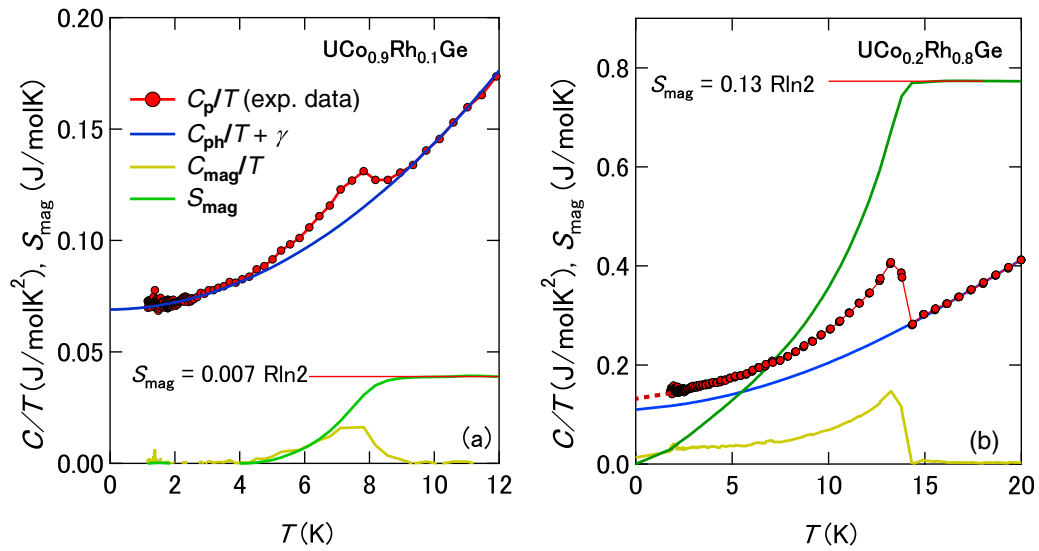 UCo0.9Rh0.1Ge
Cp/T (exp. data)
Cph/T + γ
Cmag/T
Smag
Smag = 0.007 Rln2
(a)
C/T (J/molK2), Smag (J/molK)
0.20
0.15
0.10
0.05
0.00
0 2 4 6 8 10 12
T (K)
UCo0.2Rh0.8Ge
Smag = 0.13 Rln2
(b)
C/T (J/molK2), Smag (J/molK)
0.8
0.6
0.4
0.2
0.0
0 5 10 15 20
T (K)